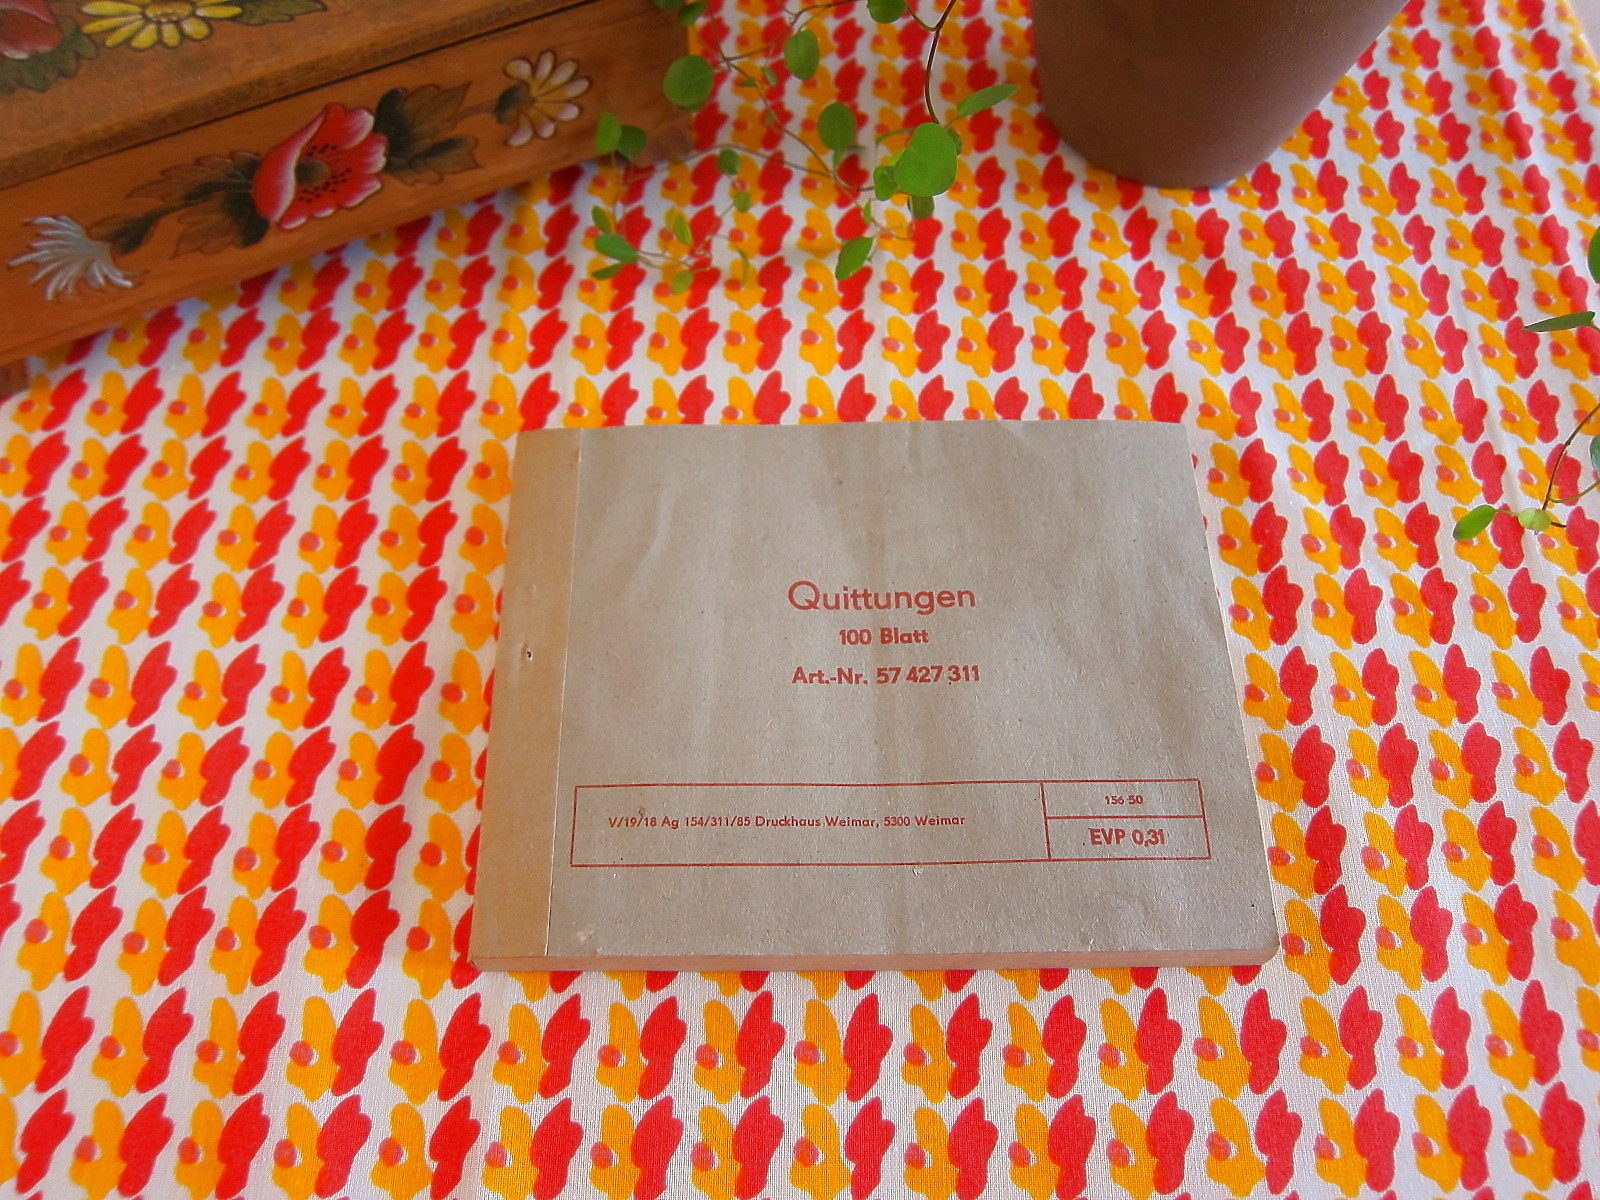 Quittungen
100 Blatt
Art.-Nr. 57 427 311
V/19/18 Ag 154/311/85 Druckhaus Weimar, 5300 Weimar
156 50
EVP 0,31